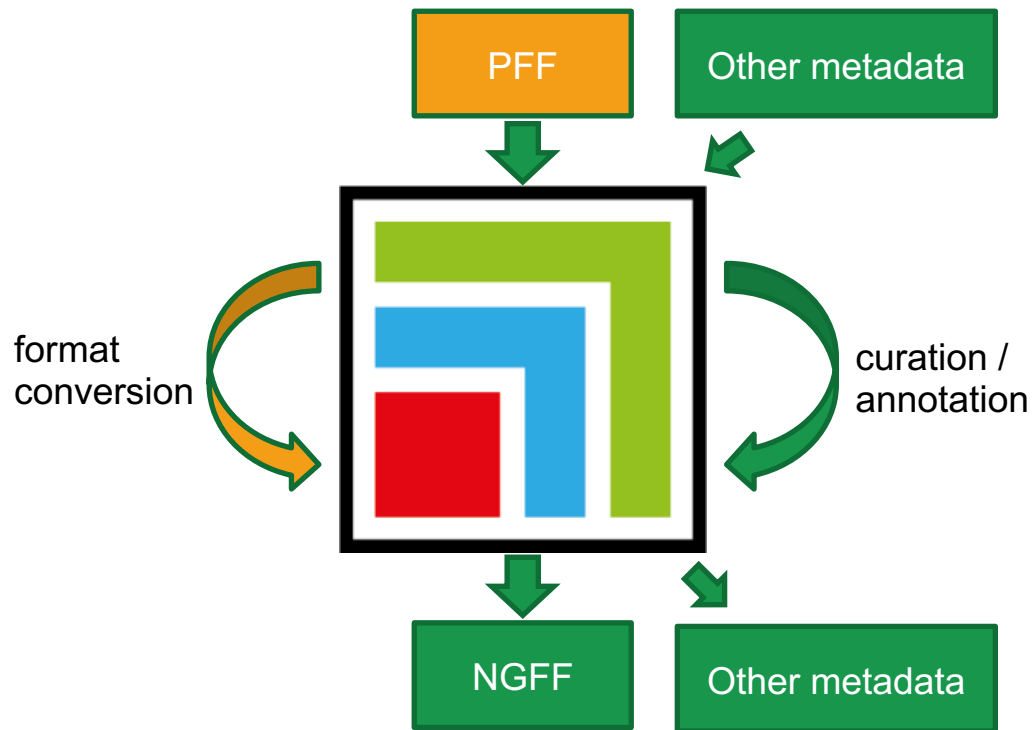 PFF
Other metadata
format
conversion
curation /
annotation
NGFF
Other metadata